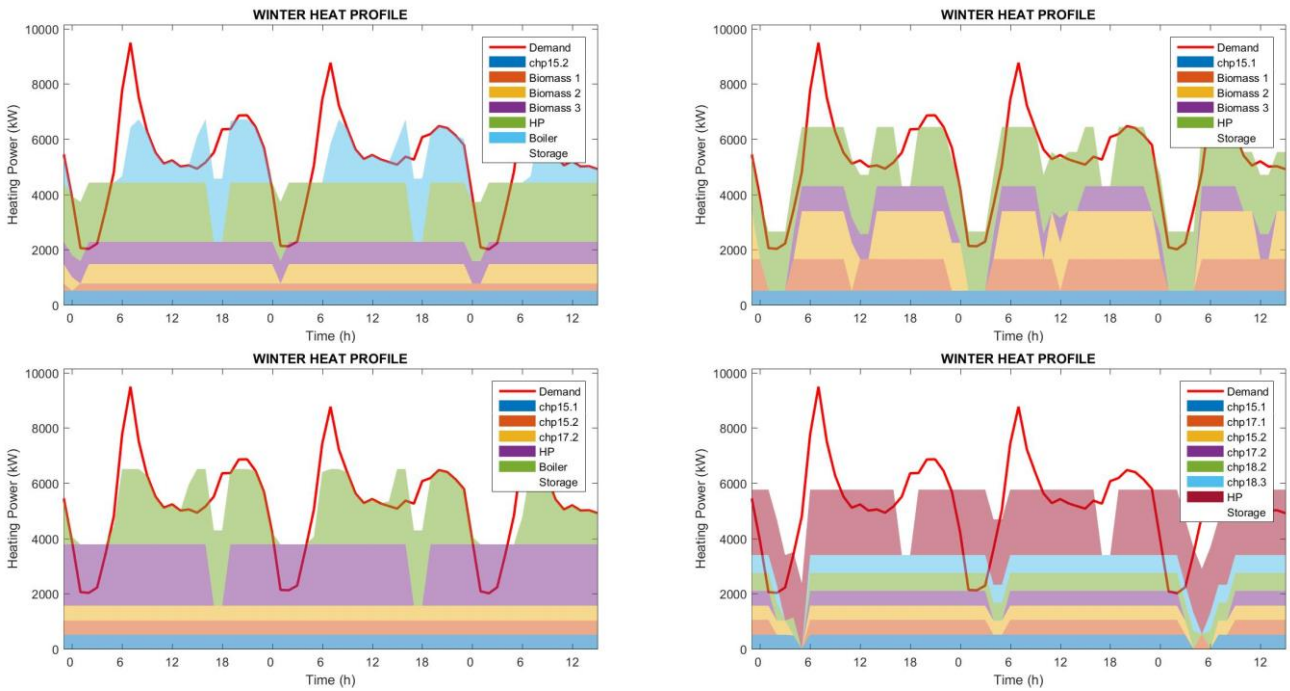 WINTER HEAT PROFILE
Heating Power (kW)
10000
8000
6000
4000
2000
0
Demand
chp15.2
Biomass 1
Biomass 2
Biomass 3
HP
Boiler
Storage
0 6 12 18 0 6 12 18 0 6 12
Time (h)
WINTER HEAT PROFILE
Heating Power (kW)
10000
8000
6000
4000
2000
0
Demand
chp15.1
Biomass 1
Biomass 2
Biomass 3
HP
Storage
0 6 12 18 0 6 12 18 0 6 12
Time (h)
WINTER HEAT PROFILE
Heating Power (kW)
10000
8000
6000
4000
2000
0
Demand
chp15.1
chp15.2
chp17.2
HP
Boiler
Storage
0 6 12 18 0 6 12 18 0 6 12
Time (h)
WINTER HEAT PROFILE
Heating Power (kW)
10000
8000
6000
4000
2000
0
Demand
chp15.1
chp17.1
chp15.2
chp17.2
chp18.2
chp18.3
HP
Storage
0 6 12 18 0 6 12 18 0 6 12
Time (h)